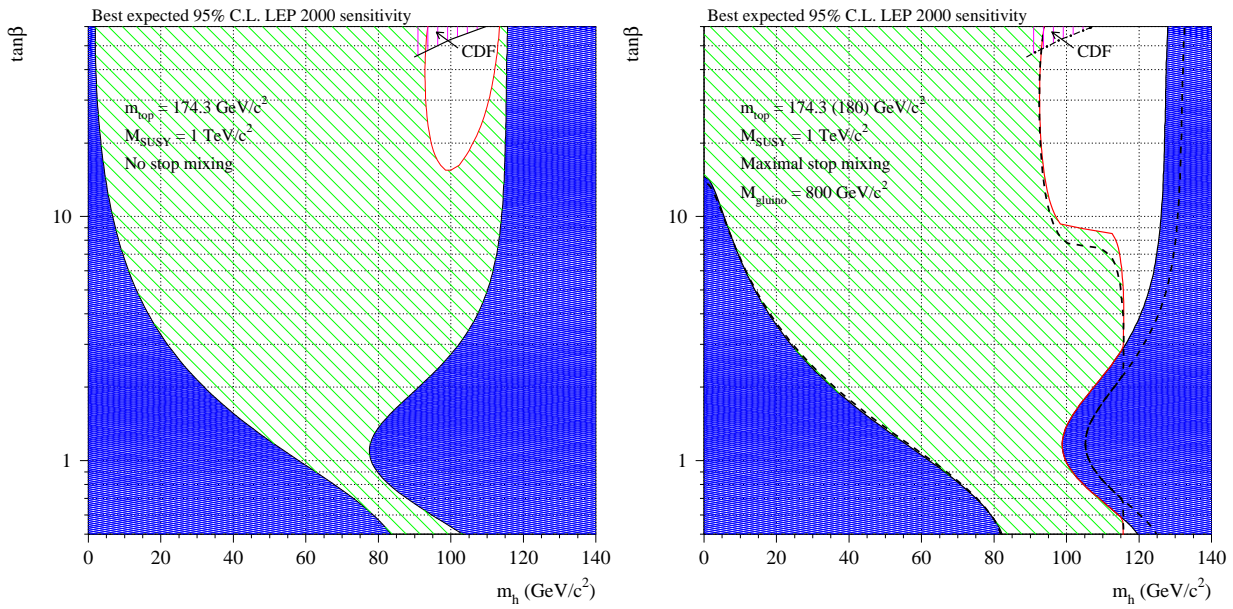 Best expected 95% C.L. LEP 2000 sensitivity
tanβ
CDF
m_top = 174.3 GeV/c²
M_SUSY = 1 TeV/c²
No stop mixing
10
1
0 20 40 60 80 100 120 140
m_h (GeV/c²)
Best expected 95% C.L. LEP 2000 sensitivity
tanβ
CDF
m_top = 174.3 (180) GeV/c²
M_SUSY = 1 TeV/c²
Maximal stop mixing
M_gluino = 800 GeV/c²
10
1
0 20 40 60 80 100 120 140
m_h (GeV/c²)